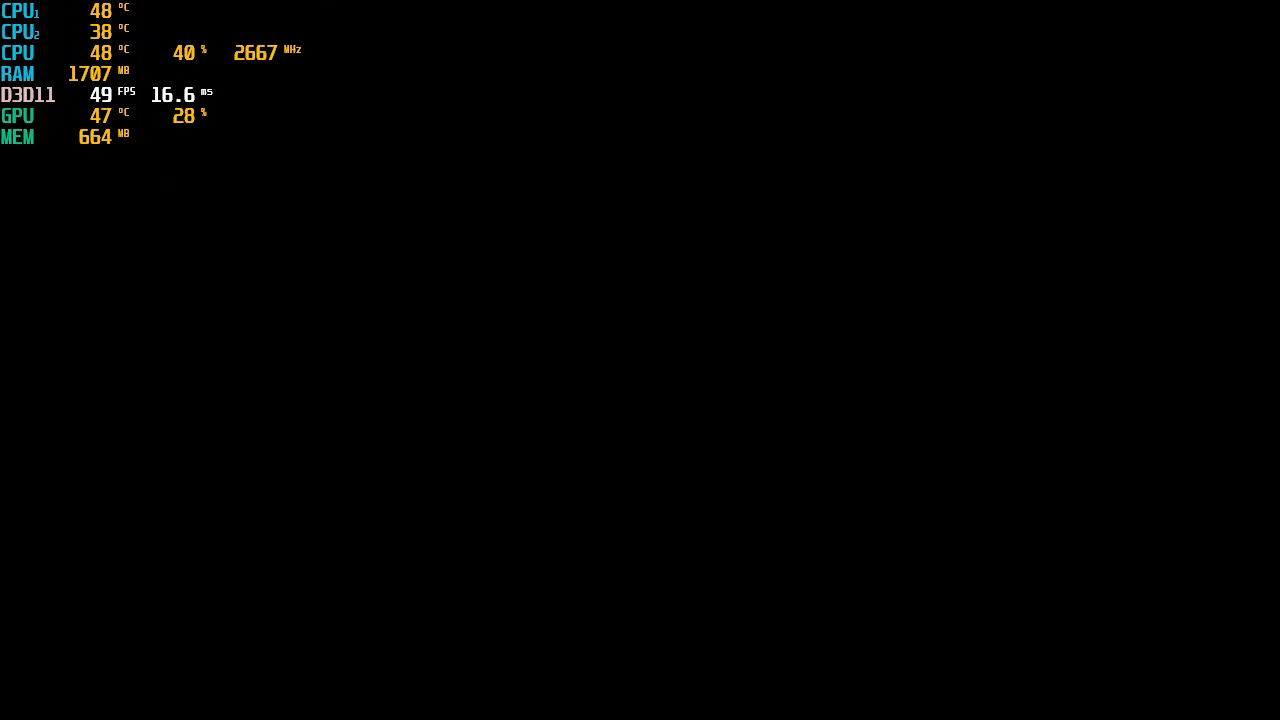 CPU1 48 °C
CPU2 38 °C
CPU 48 °C 40 % 2667 MHz
RAM 1707 MB
D3D11 49 FPS 16.6 ms
GPU 47 °C 28 %
MEM 664 MB